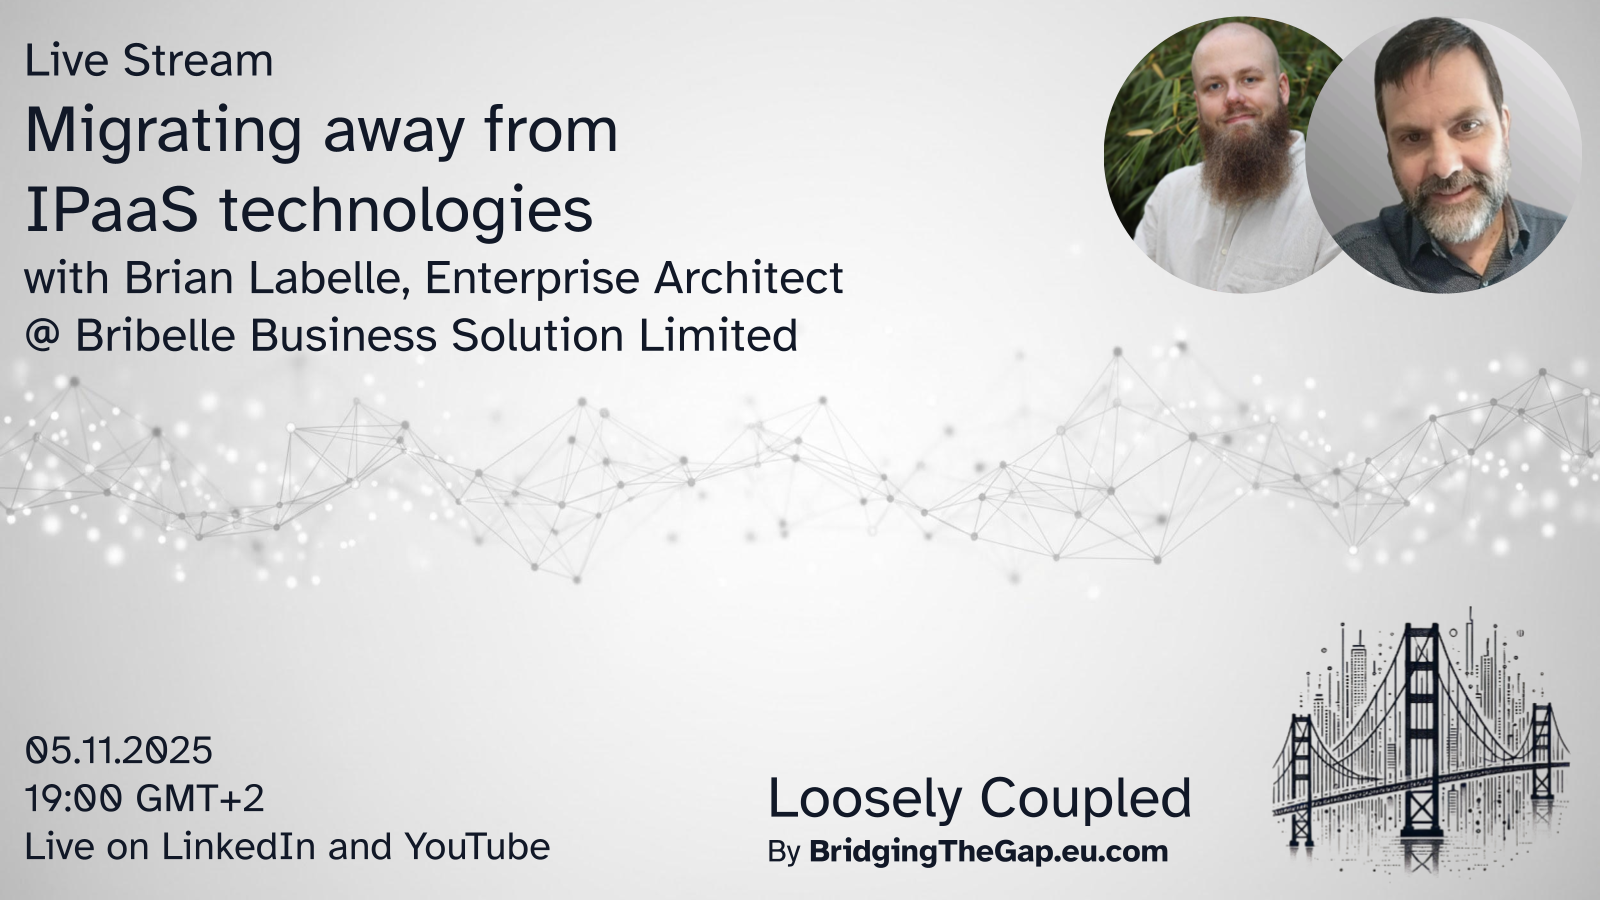 Live Stream
Migrating away from
IPaaS technologies
with Brian Labelle, Enterprise Architect
@ Bribelle Business Solution Limited
05.11.2025
19:00 GMT+2
Live on LinkedIn and YouTube
Loosely Coupled
By BridgingTheGap.eu.com